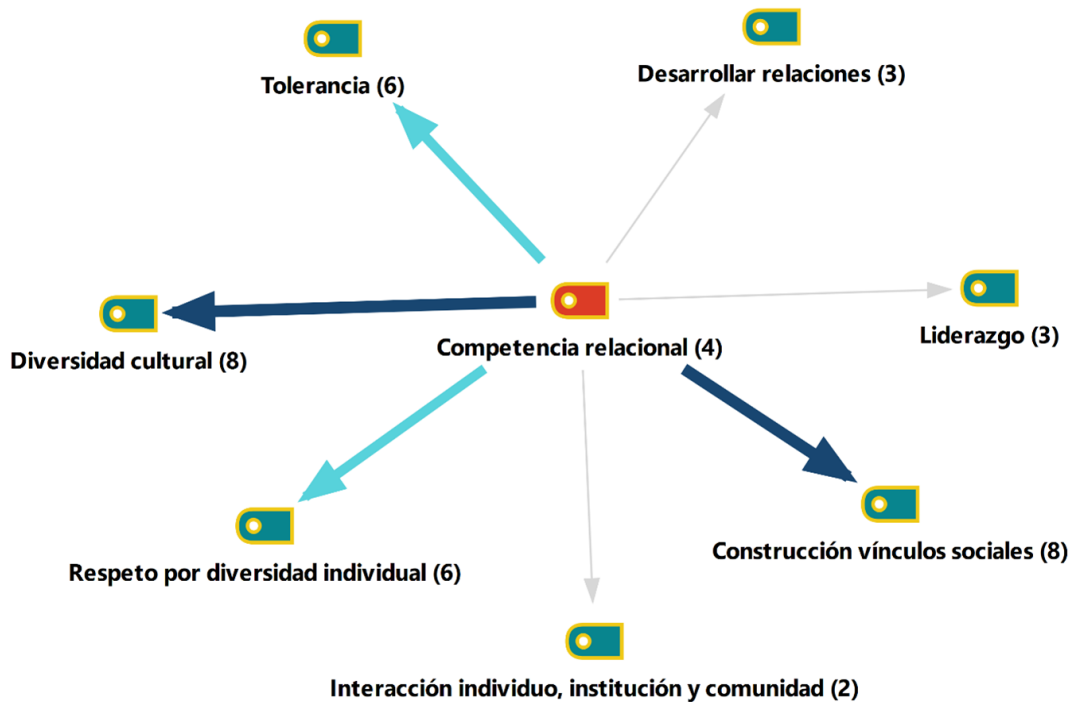 Desarrollar relaciones (3)
Tolerancia (6)
Liderazgo (3)
Competencia relacional (4)
Diversidad cultural (8)
Construcción vínculos sociales (8)
Respeto por diversidad individual (6)
Interacción individuo, institución y comunidad (2)